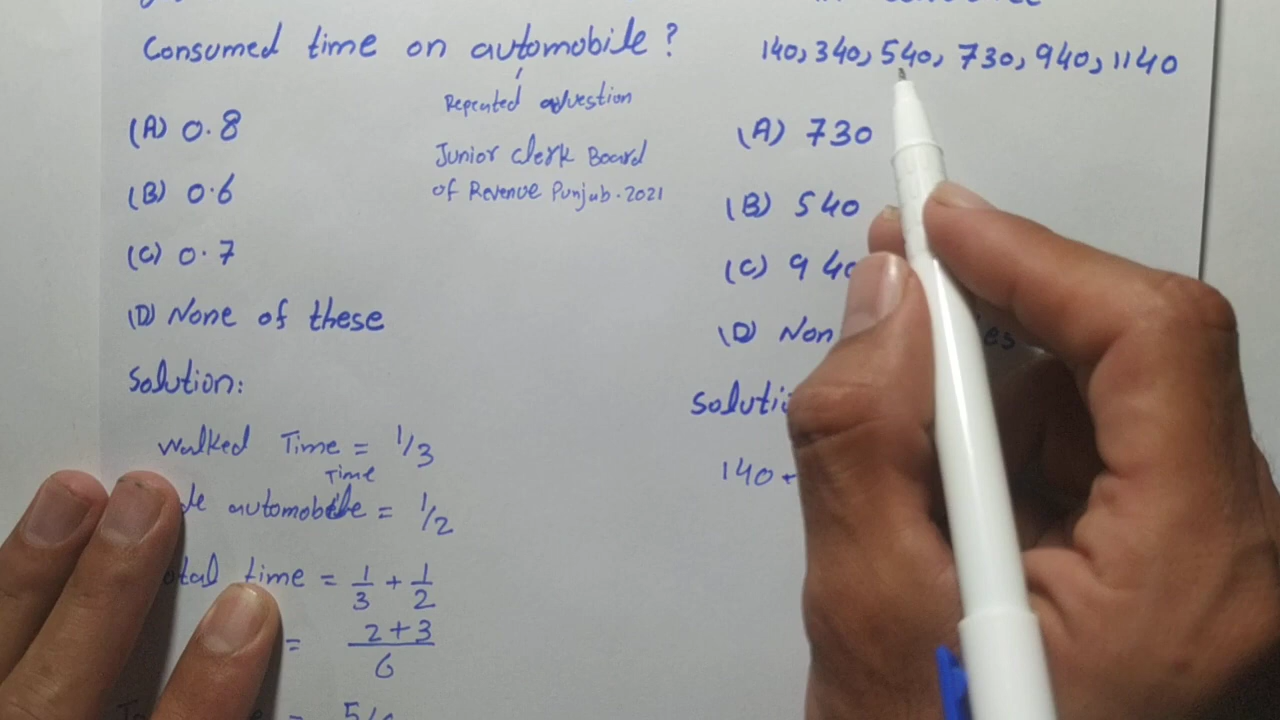 Consumed time on automobile ?
Repeated question
Junior Clerk Board
of Revenue Punjab. 2021
(A) 0.8
(B) 0.6
(C) 0.7
(D) None of these
Solution:
Walked Time = 1/3
Time
automobile = 1/2
time = 1/3 + 1/2
= 2+3/6
140, 340, 540, 730, 940, 1140
(A) 730
(B) 540
(C) 940
(D) Non
140 +